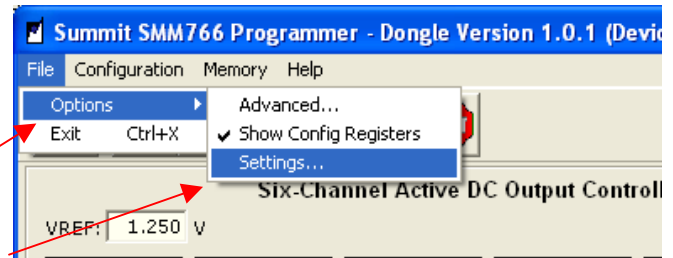 Summit SMM766 Programmer - Dongle Version 1.0.1 (Devic
File Configuration Memory Help
Options
Exit Ctrl+X
Advanced...
Show Config Registers
Settings...
Six-Channel Active DC Output Controll
VREF: 1.250 V